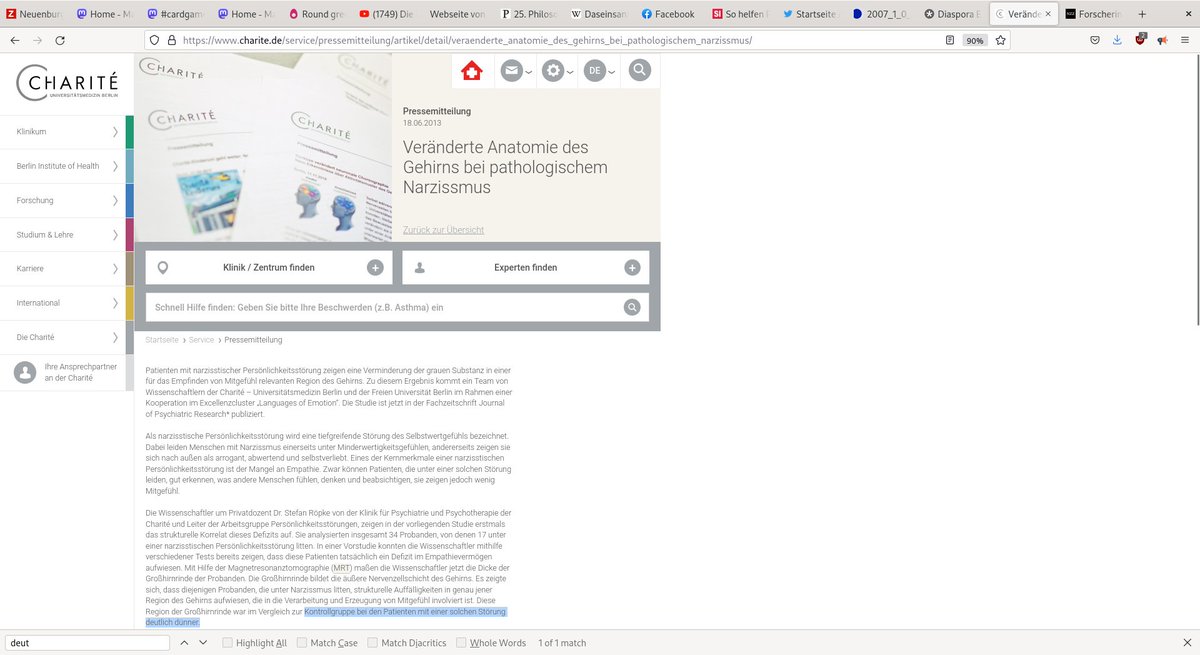 Neuenbur
Home - Ma
#cardgam
Home - Ma
Round gre
(1749) Die
Webseite von
25. Philos
Daseinsan
Facebook
So helfen
Startseite
2007_1_0_
Diaspora
Verände
Forscherin
https://www.charite.de/service/pressemitteilung/artikel/detail/veraenderte_anatomie_des_gehirns_bei_pathologischem_narzissmus/
90%
CHARITÉ
UNIVERSITÄTSMEDIZIN BERLIN
Klinikum
Berlin Institute of Health
Forschung
Studium & Lehre
Karriere
International
Die Charité
Ihre Ansprechpartner
an der Charité
CHARITÉ
CHARITÉ
CHARITÉ
CHARITÉ
Pressemitteilung
Pressemitteilung
DE
Pressemitteilung
18.06.2013
Veränderte Anatomie des
Gehirns bei pathologischem
Narzissmus
Zurück zur Übersicht
Klinik / Zentrum finden
Experten finden
Schnell Hilfe finden: Geben Sie bitte Ihre Beschwerden (z.B. Asthma) ein
Startseite › Service › Pressemitteilung
Patienten mit narzisstischer Persönlichkeitsstörung zeigen eine Verminderung der grauen Substanz in einer
für das Empfinden von Mitgefühl relevanten Region des Gehirns. Zu diesem Ergebnis kommt ein Team von
Wissenschaftlern der Charité – Universitätsmedizin Berlin und der Freien Universität Berlin im Rahmen einer
Kooperation im Excellenzcluster „Languages of Emotion“. Die Studie ist jetzt in der Fachzeitschrift Journal
of Psychiatric Research* publiziert.
Als narzisstische Persönlichkeitsstörung wird eine tiefgreifende Störung des Selbstwertgefühls bezeichnet.
Dabei leiden Menschen mit Narzissmus einerseits unter Minderwertigkeitsgefühlen, andererseits zeigen sie
sich nach außen als arrogant, abwertend und selbstverliebt. Eines der Kernmerkmale einer narzisstischen
Persönlichkeitsstörung ist der Mangel an Empathie. Zwar können Patienten, die unter einer solchen Störung
leiden, gut erkennen, was andere Menschen fühlen, denken und beabsichtigen, sie zeigen jedoch wenig
Mitgefühl.
Die Wissenschaftler um Privatdozent Dr. Stefan Röpke von der Klinik für Psychiatrie und Psychotherapie der
Charité und Leiter der Arbeitsgruppe Persönlichkeitsstörungen, zeigen in der vorliegenden Studie erstmals
das strukturelle Korrelat dieses Defizits auf. Sie analysierten insgesamt 34 Probanden, von denen 17 unter
einer narzisstischen Persönlichkeitsstörung litten. In einer Vorstudie konnten die Wissenschaftler mithilfe
verschiedener Tests bereits zeigen, dass diese Patienten tatsächlich ein Defizit im Empathievermögen
aufwiesen. Mit Hilfe der Magnetresonanztomographie (MRT) maßen die Wissenschaftler jetzt die Dicke der
Großhirnrinde der Probanden. Die Großhirnrinde bildet die äußere Nervenzellschicht des Gehirns. Es zeigte
sich, dass diejenigen Probanden, die unter Narzissmus litten, strukturelle Auffälligkeiten in genau jener
Region des Gehirns aufwiesen, die in die Verarbeitung und Erzeugung von Mitgefühl involviert ist. Diese
Region der Großhirnrinde war im Vergleich zur Kontrollgruppe bei den Patienten mit einer solchen Störung
deutlich dünner.
deut
Highlight All
Match Case
Match Diacritics
Whole Words
1 of 1 match